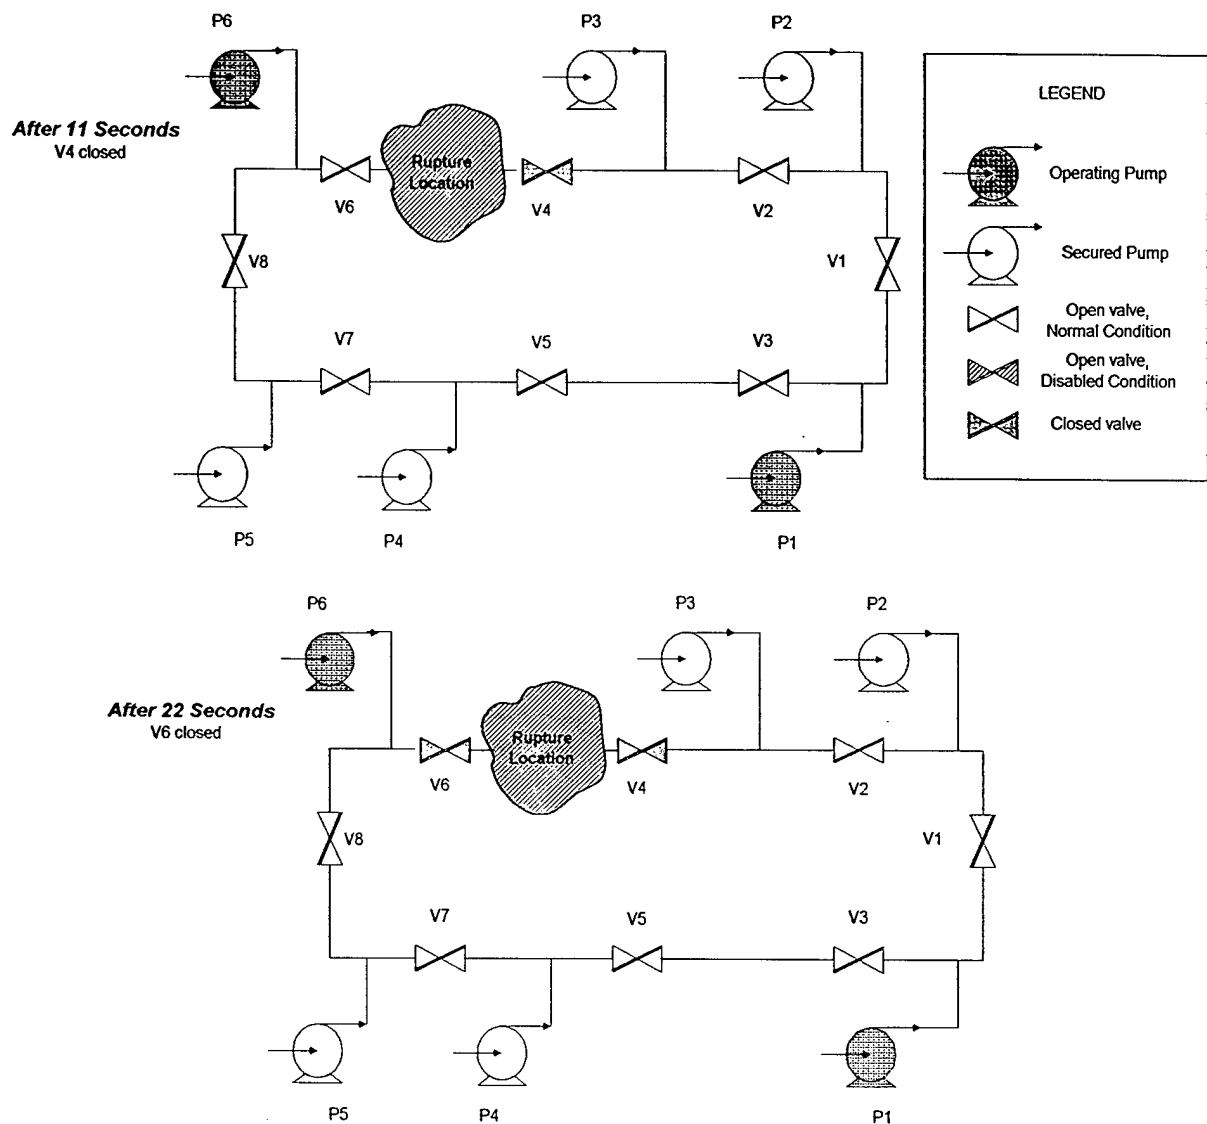 P6
P3
P2
After 11 Seconds
V4 closed
Rupture
Location
V6
V4
V2
V8
V1
V7
V5
V3
P5
P4
P1
LEGEND
Operating Pump
Secured Pump
Open valve,
Normal Condition
Open valve,
Disabled Condition
Closed valve
P6
P3
P2
After 22 Seconds
V6 closed
Rupture
Location
V6
V4
V2
V8
V1
V7
V5
V3
P5
P4
P1